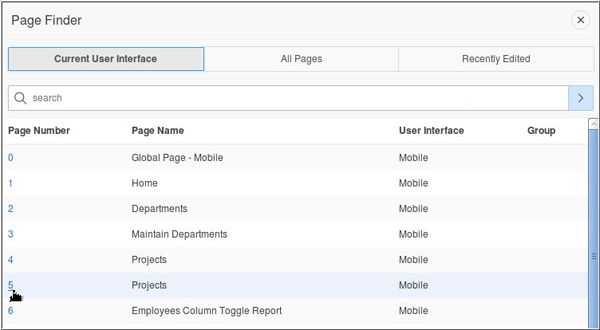 Page Finder
Current User Interface All Pages Recently Edited
search
Page Number Page Name User Interface Group
0 Global Page - Mobile Mobile
1 Home Mobile
2 Departments Mobile
3 Maintain Departments Mobile
4 Projects Mobile
5 Projects Mobile
6 Employees Column Toggle Report Mobile